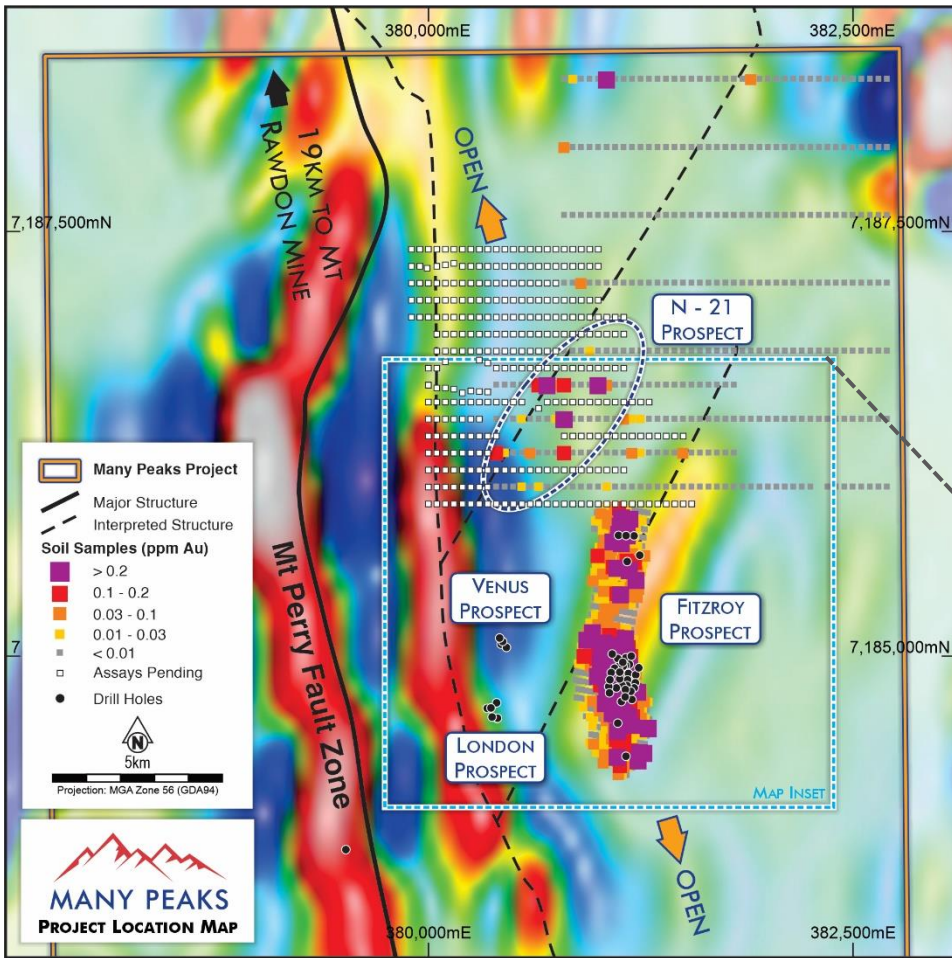 380,000mE
382,500mE
19KM TO MT
RAWDON MINE
OPEN
7,187,500mN
7,187,500mN
N - 21
PROSPECT
Many Peaks Project
Major Structure
Interpreted Structure
Soil Samples (ppm Au)
> 0.2
0.1 - 0.2
0.03 - 0.1
0.01 - 0.03
< 0.01
Assays Pending
Drill Holes
N
5km
Projection: MGA Zone 56 (GDA94)
Mt Perry Fault Zone
VENUS
PROSPECT
FITZROY
PROSPECT
7
7,185,000mN
LONDON
PROSPECT
MAP INSET
OPEN
MANY PEAKS
PROJECT LOCATION MAP
380,000mE
382,500mE